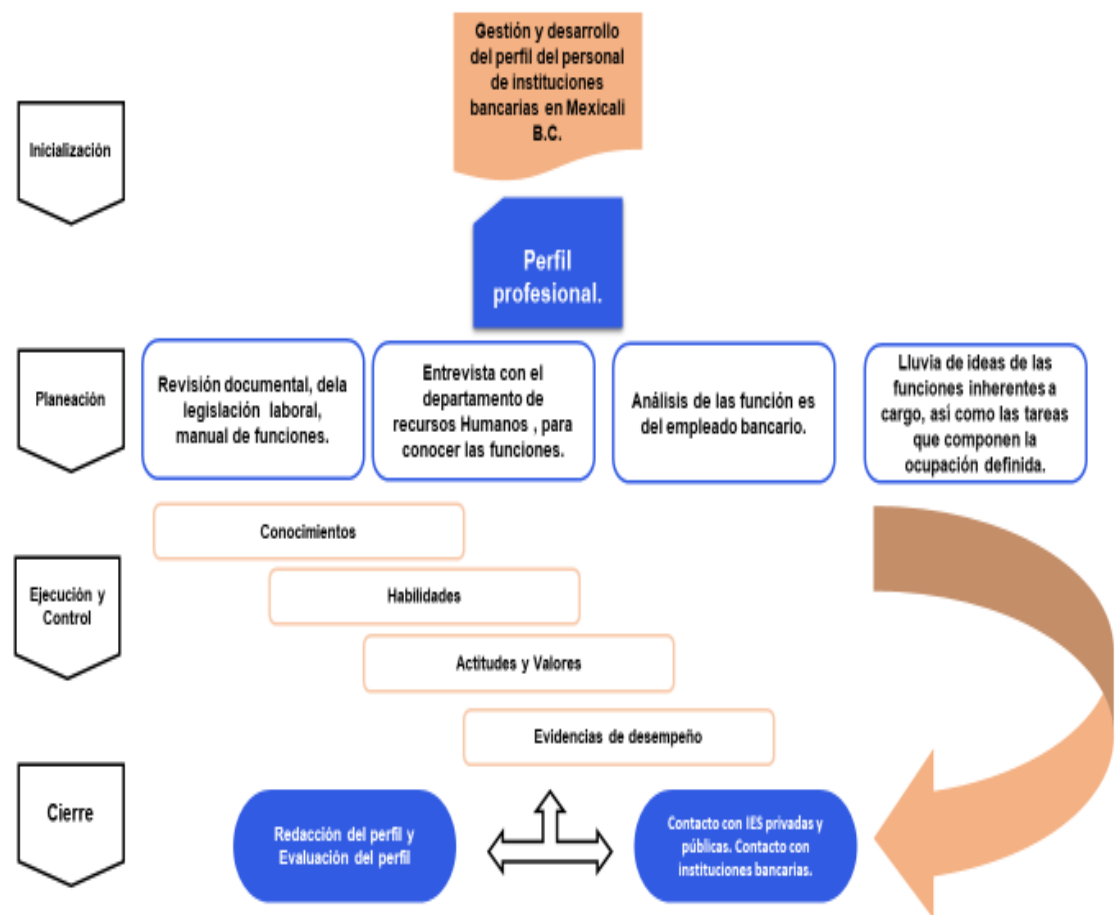 Gestión y desarrollo
del perfil del personal
de instituciones
bancarias en Mexicali
B.C.
Inicialización
Perfil
profesional.
Planeación
Revisión documental, dela
legislación laboral,
manual de funciones.
Entrevista con el
departamento de
recursos Humanos , para
conocer las funciones.
Análisis de las función es
del empleado bancario.
Lluvia de ideas de las
funciones inherentes a
cargo, así como las tareas
que componen la
ocupación definida.
Ejecución y
Control
Conocimientos
Habilidades
Actitudes y Valores
Evidencias de desempeño
Cierre
Redacción del perfil y
Evaluación del perfil
Contacto con IES privadas y
públicas. Contacto con
instituciones bancarias.